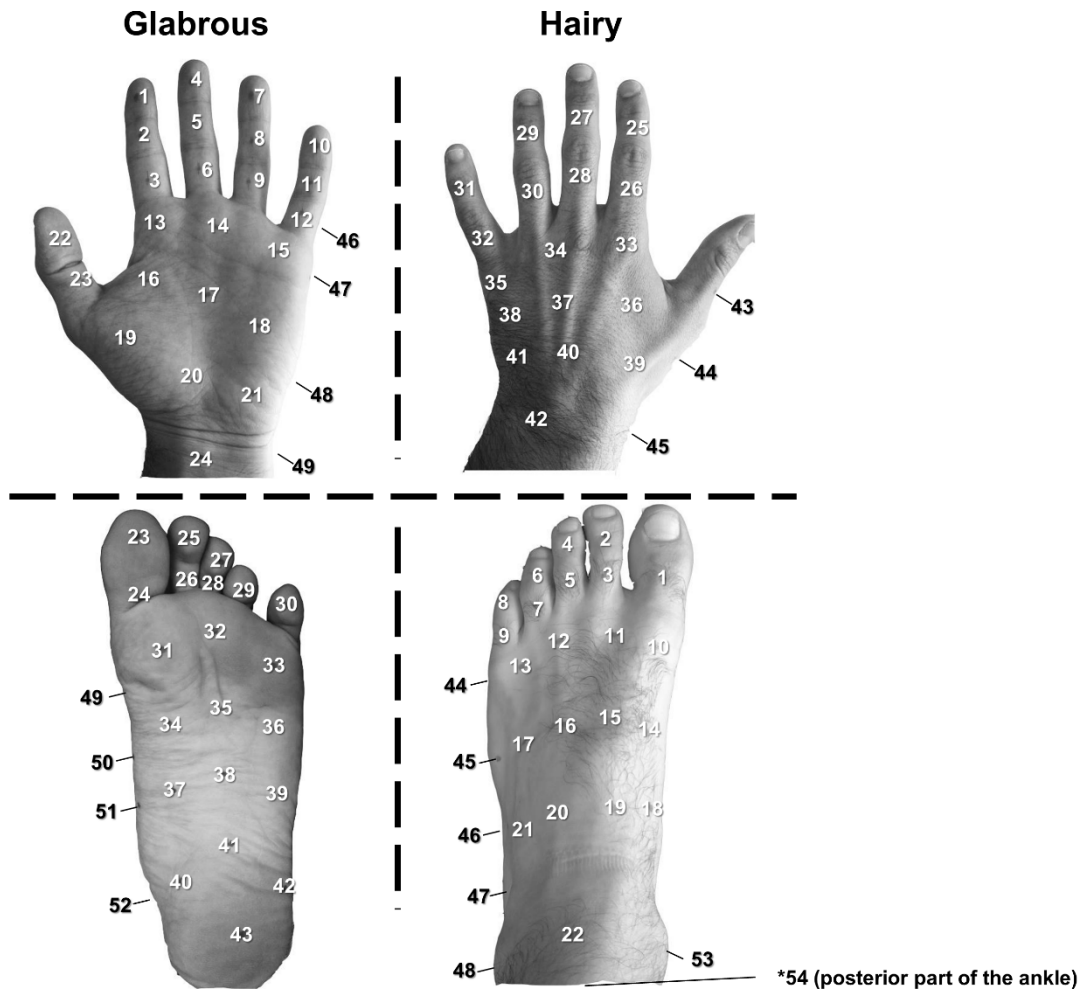 Glabrous
Hairy
1 4 7 10
2 5 8 11
3 6 9 12
13 14 15 46
22 23 16 17 47
19 18
20 21 48
24 49
29 27 25
31 30 28 26
32 34 33
35 37 36 43
38
41 40 39 44
42 45
23 25 27
24 26 28 29 30
31 32 33
49 35
34 36
50 38
37 39
51
41
40 42
52
43
4 2
6 5 3 1
8 7
9 12 11 10
13
44
16 15 14
17
45
20 19 18
46 21
47
22 53
48
*54 (posterior part of the ankle)